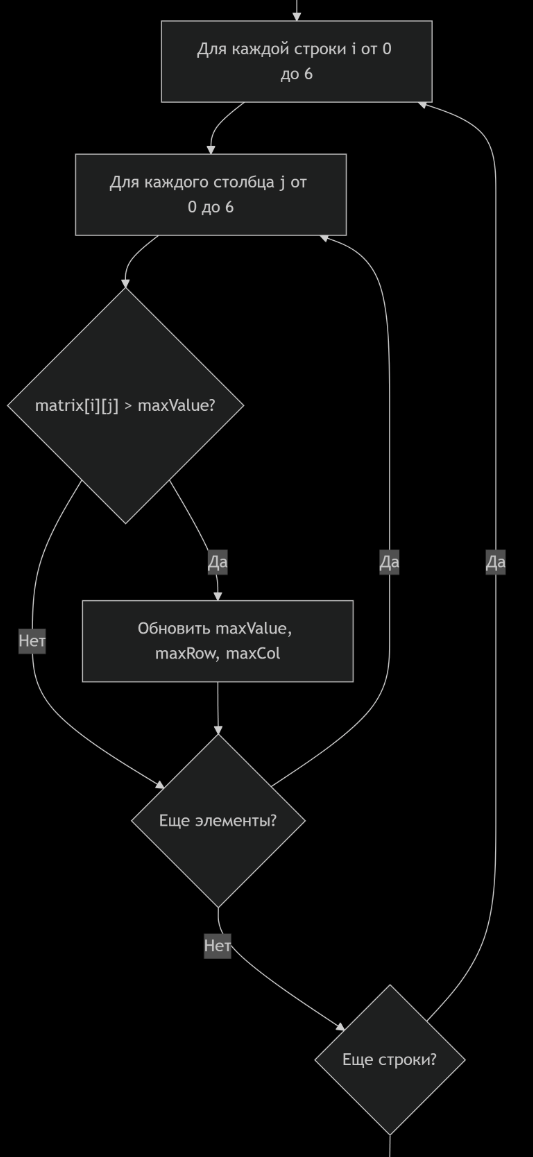 Для каждой строки i от 0
до 6
Для каждого столбца j от
0 до 6
matrix[i][j] > maxValue?
Да
Да
Да
Обновить maxValue,
maxRow, maxCol
Нет
Еще элементы?
Нет
Еще строки?